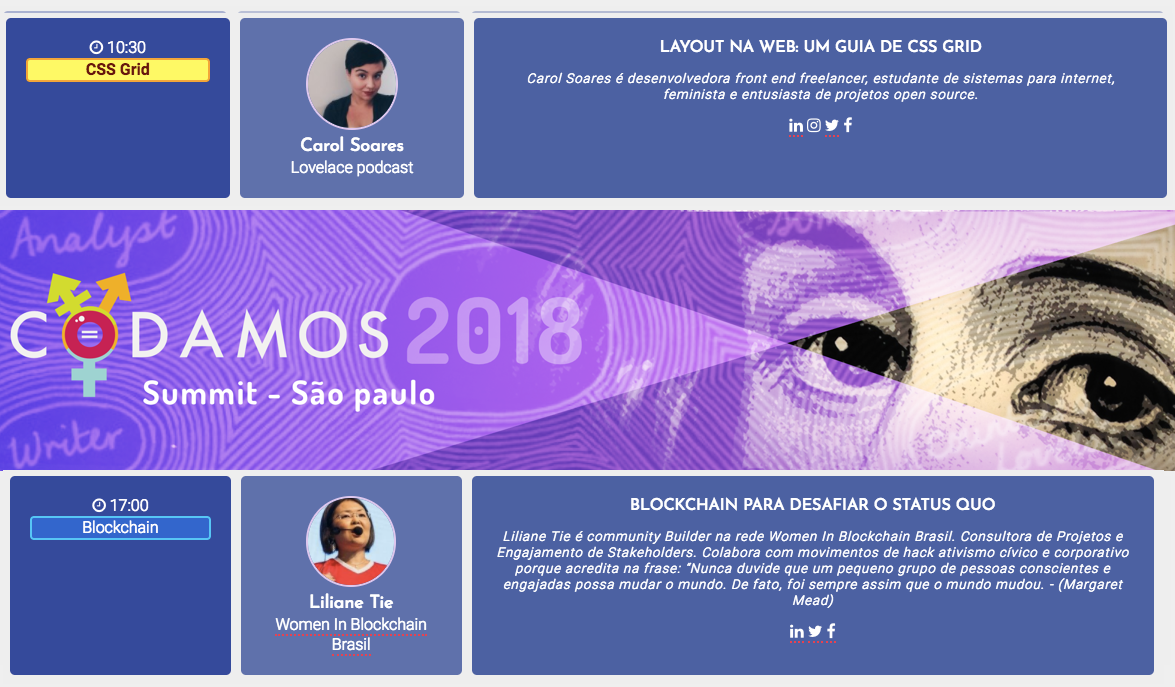 10:30
CSS Grid
Carol Soares
Lovelace podcast
LAYOUT NA WEB: UM GUIA DE CSS GRID
Carol Soares é desenvolvedora front end freelancer, estudante de sistemas para internet,
feminista e entusiasta de projetos open source.
Analyst
CODAMOS 2018
Summit - São paulo
Writer
17:00
Blockchain
Liliane Tie
Women In Blockchain
Brasil
BLOCKCHAIN PARA DESAFIAR O STATUS QUO
Liliane Tie é community Builder na rede Women In Blockchain Brasil. Consultora de Projetos e
Engajamento de Stakeholders. Colabora com movimentos de hack ativismo cívico e corporativo
porque acredita na frase: “Nunca duvide que um pequeno grupo de pessoas conscientes e
engajadas possa mudar o mundo. De fato, foi sempre assim que o mundo mudou. - (Margaret
Mead)